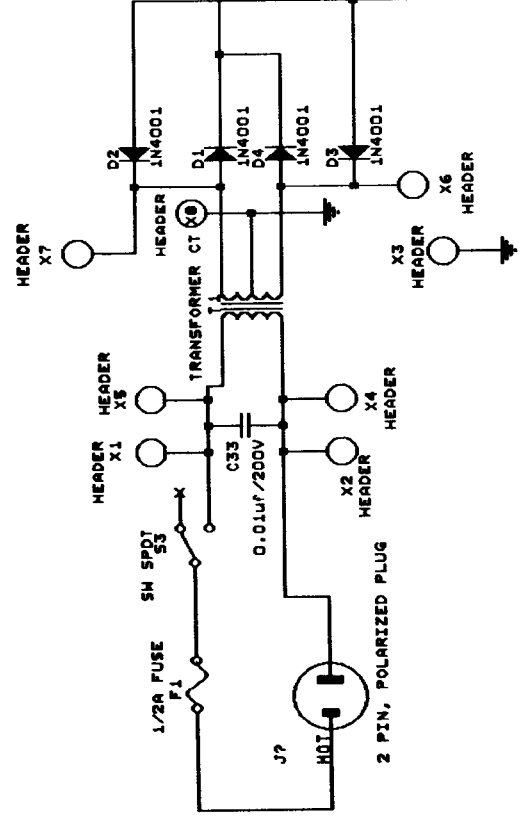 HEADER
X7
D2
1N4001
D1
1N4001
D4
1N4001
D3
1N4001
HEADER
X8
X6
HEADER
X3
HEADER
TRANSFORMER CT
HEADER
X5
HEADER
X1
C33
0.01uf/200V
X4
HEADER
X2
HEADER
X
SW SPDT
S3
1/2A FUSE
F1
J?
HOT
2 PIN, POLARIZED PLUG